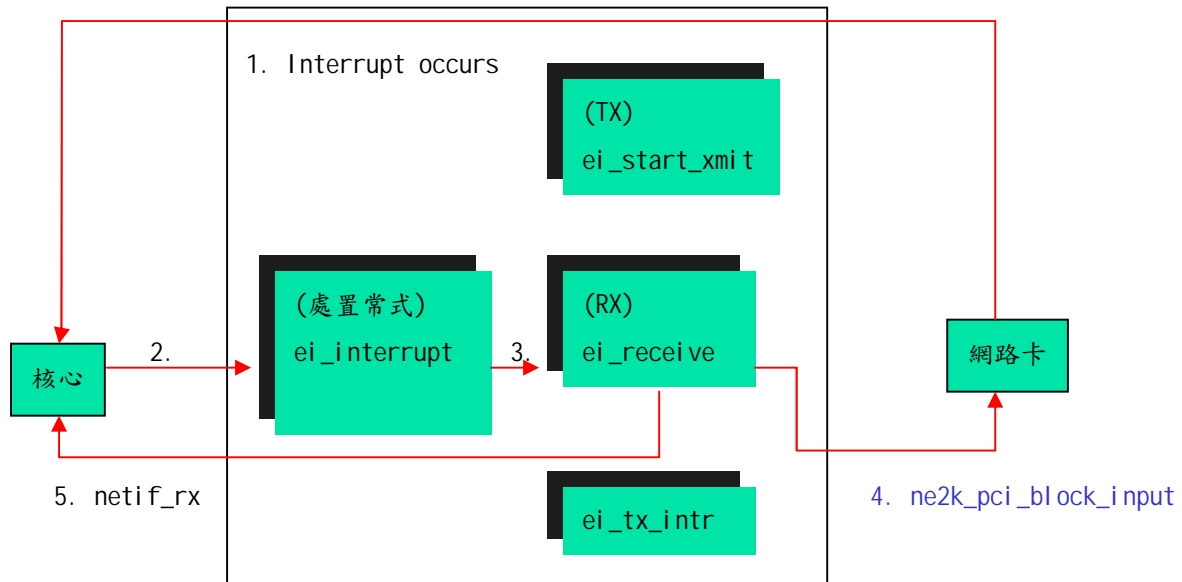 1. Interrupt occurs
(TX)
ei_start_xmit
(處置常式)
ei_interrupt
(RX)
ei_receive
2.
3.
核心
網路卡
5. netif_rx
4. ne2k_pci_block_input
ei_tx_intr